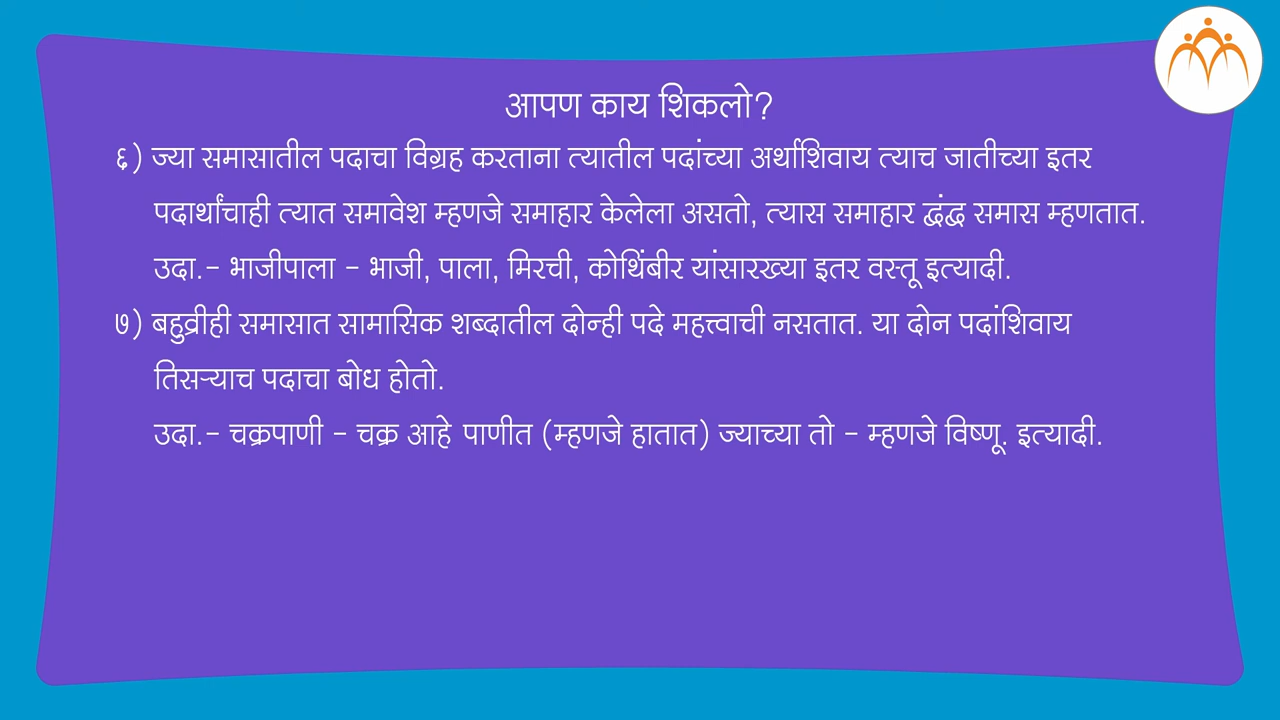 आपण काय शिकलो?
६) ज्या समासातील पदाचा विग्रह करताना त्यातील पदांच्या अर्थाशिवाय त्याच जातीच्या इतर
पदार्थांचाही त्यात समावेश म्हणजे समाहार केलेला असतो, त्यास समाहार द्वंद्व समास म्हणतात.
उदा.- भाजीपाला - भाजी, पाला, मिरची, कोथिंबीर यांसारख्या इतर वस्तू इत्यादी.
७) बहुव्रीही समासात सामासिक शब्दातील दोन्ही पदे महत्त्वाची नसतात. या दोन पदांशिवाय
तिसऱ्याच पदाचा बोध होतो.
उदा.- चक्रपाणी - चक्र आहे पाणीत (म्हणजे हातात) ज्याच्या तो - म्हणजे विष्णू. इत्यादी.